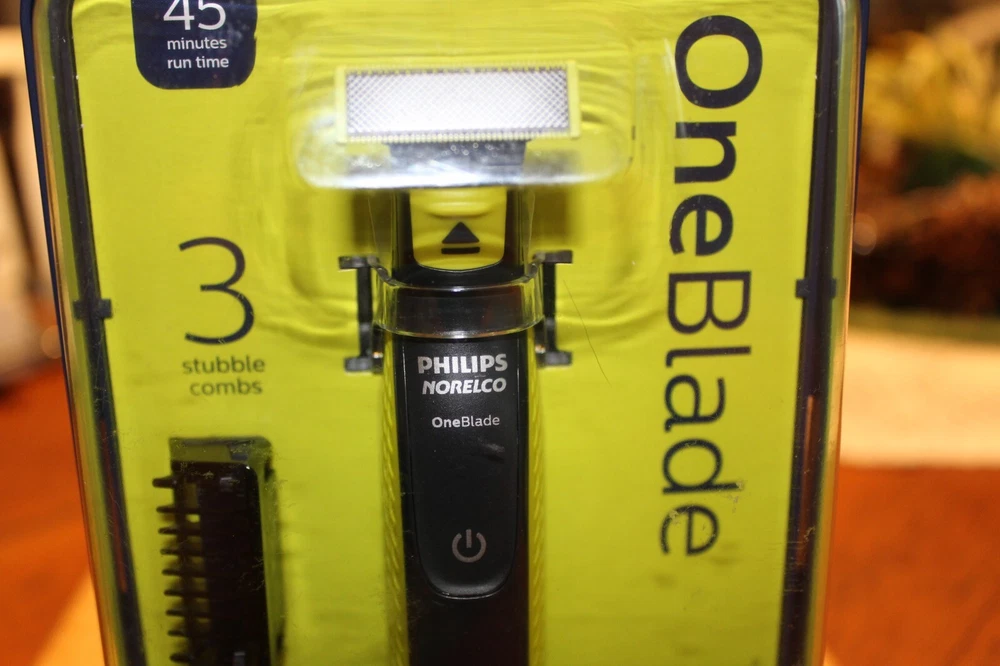 45
minutes
run time
3
stubble
combs
PHILIPS
NORELCO
OneBlade
OneBlade